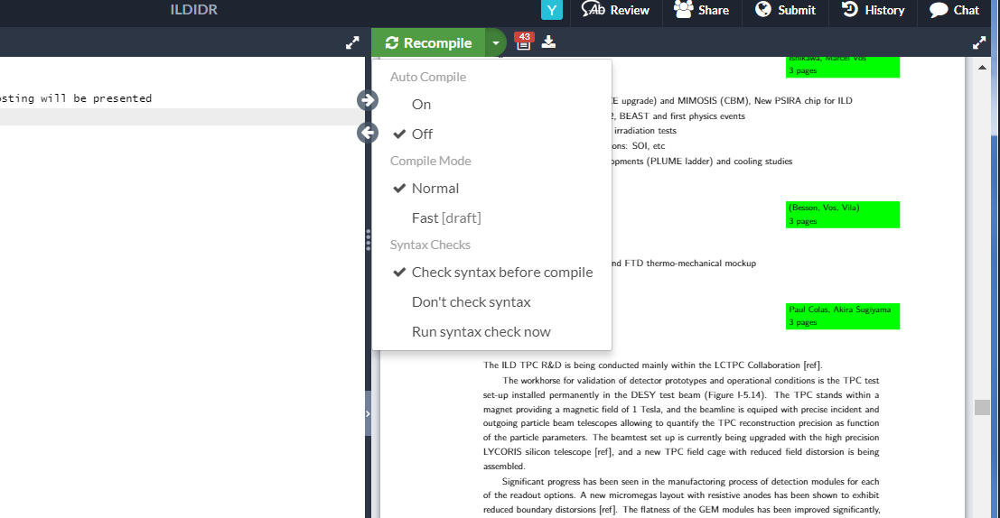 ILDIDR
Y
Review
Share
Submit
History
Chat
Recompile
43
Ishikawa, Marcel Vos
3 pages
osting will be presented
Auto Compile
On
Off
Compile Mode
Normal
Fast [draft]
Syntax Checks
Check syntax before compile
Don't check syntax
Run syntax check now
E upgrade) and MIMOSIS (CBM), New PSIRA chip for ILD
2, BEAST and first physics events
irradiation tests
ons: SOI, etc
opments (PLUME ladder) and cooling studies
(Besson, Vos, Vila)
3 pages
nd FTD thermo-mechanical mockup
Paul Colas, Akira Sugiyama
3 pages
The ILD TPC R&D is being conducted mainly within the LCTPC Collaboration [ref].
The workhorse for validation of detector prototypes and operational conditions is the TPC test
set-up installed permanently in the DESY test beam (Figure I-5.14). The TPC stands within a
magnet providing a magnetic field of 1 Tesla, and the beamline is equiped with precise incident and
outgoing particle beam telescopes allowing to quantify the TPC reconstruction precision as function
of the particle parameters. The beamtest set up is currently being upgraded with the high precision
LYCORIS silicon telescope [ref], and a new TPC field cage with reduced field distorsion is being
assembled.
Significant progress has been seen in the manufactoring process of detection modules for each
of the readout options. A new micromegas layout with resistive anodes has been shown to exhibit
reduced boundary distorsions [ref]. The flatness of the GEM modules has been improved significantly,